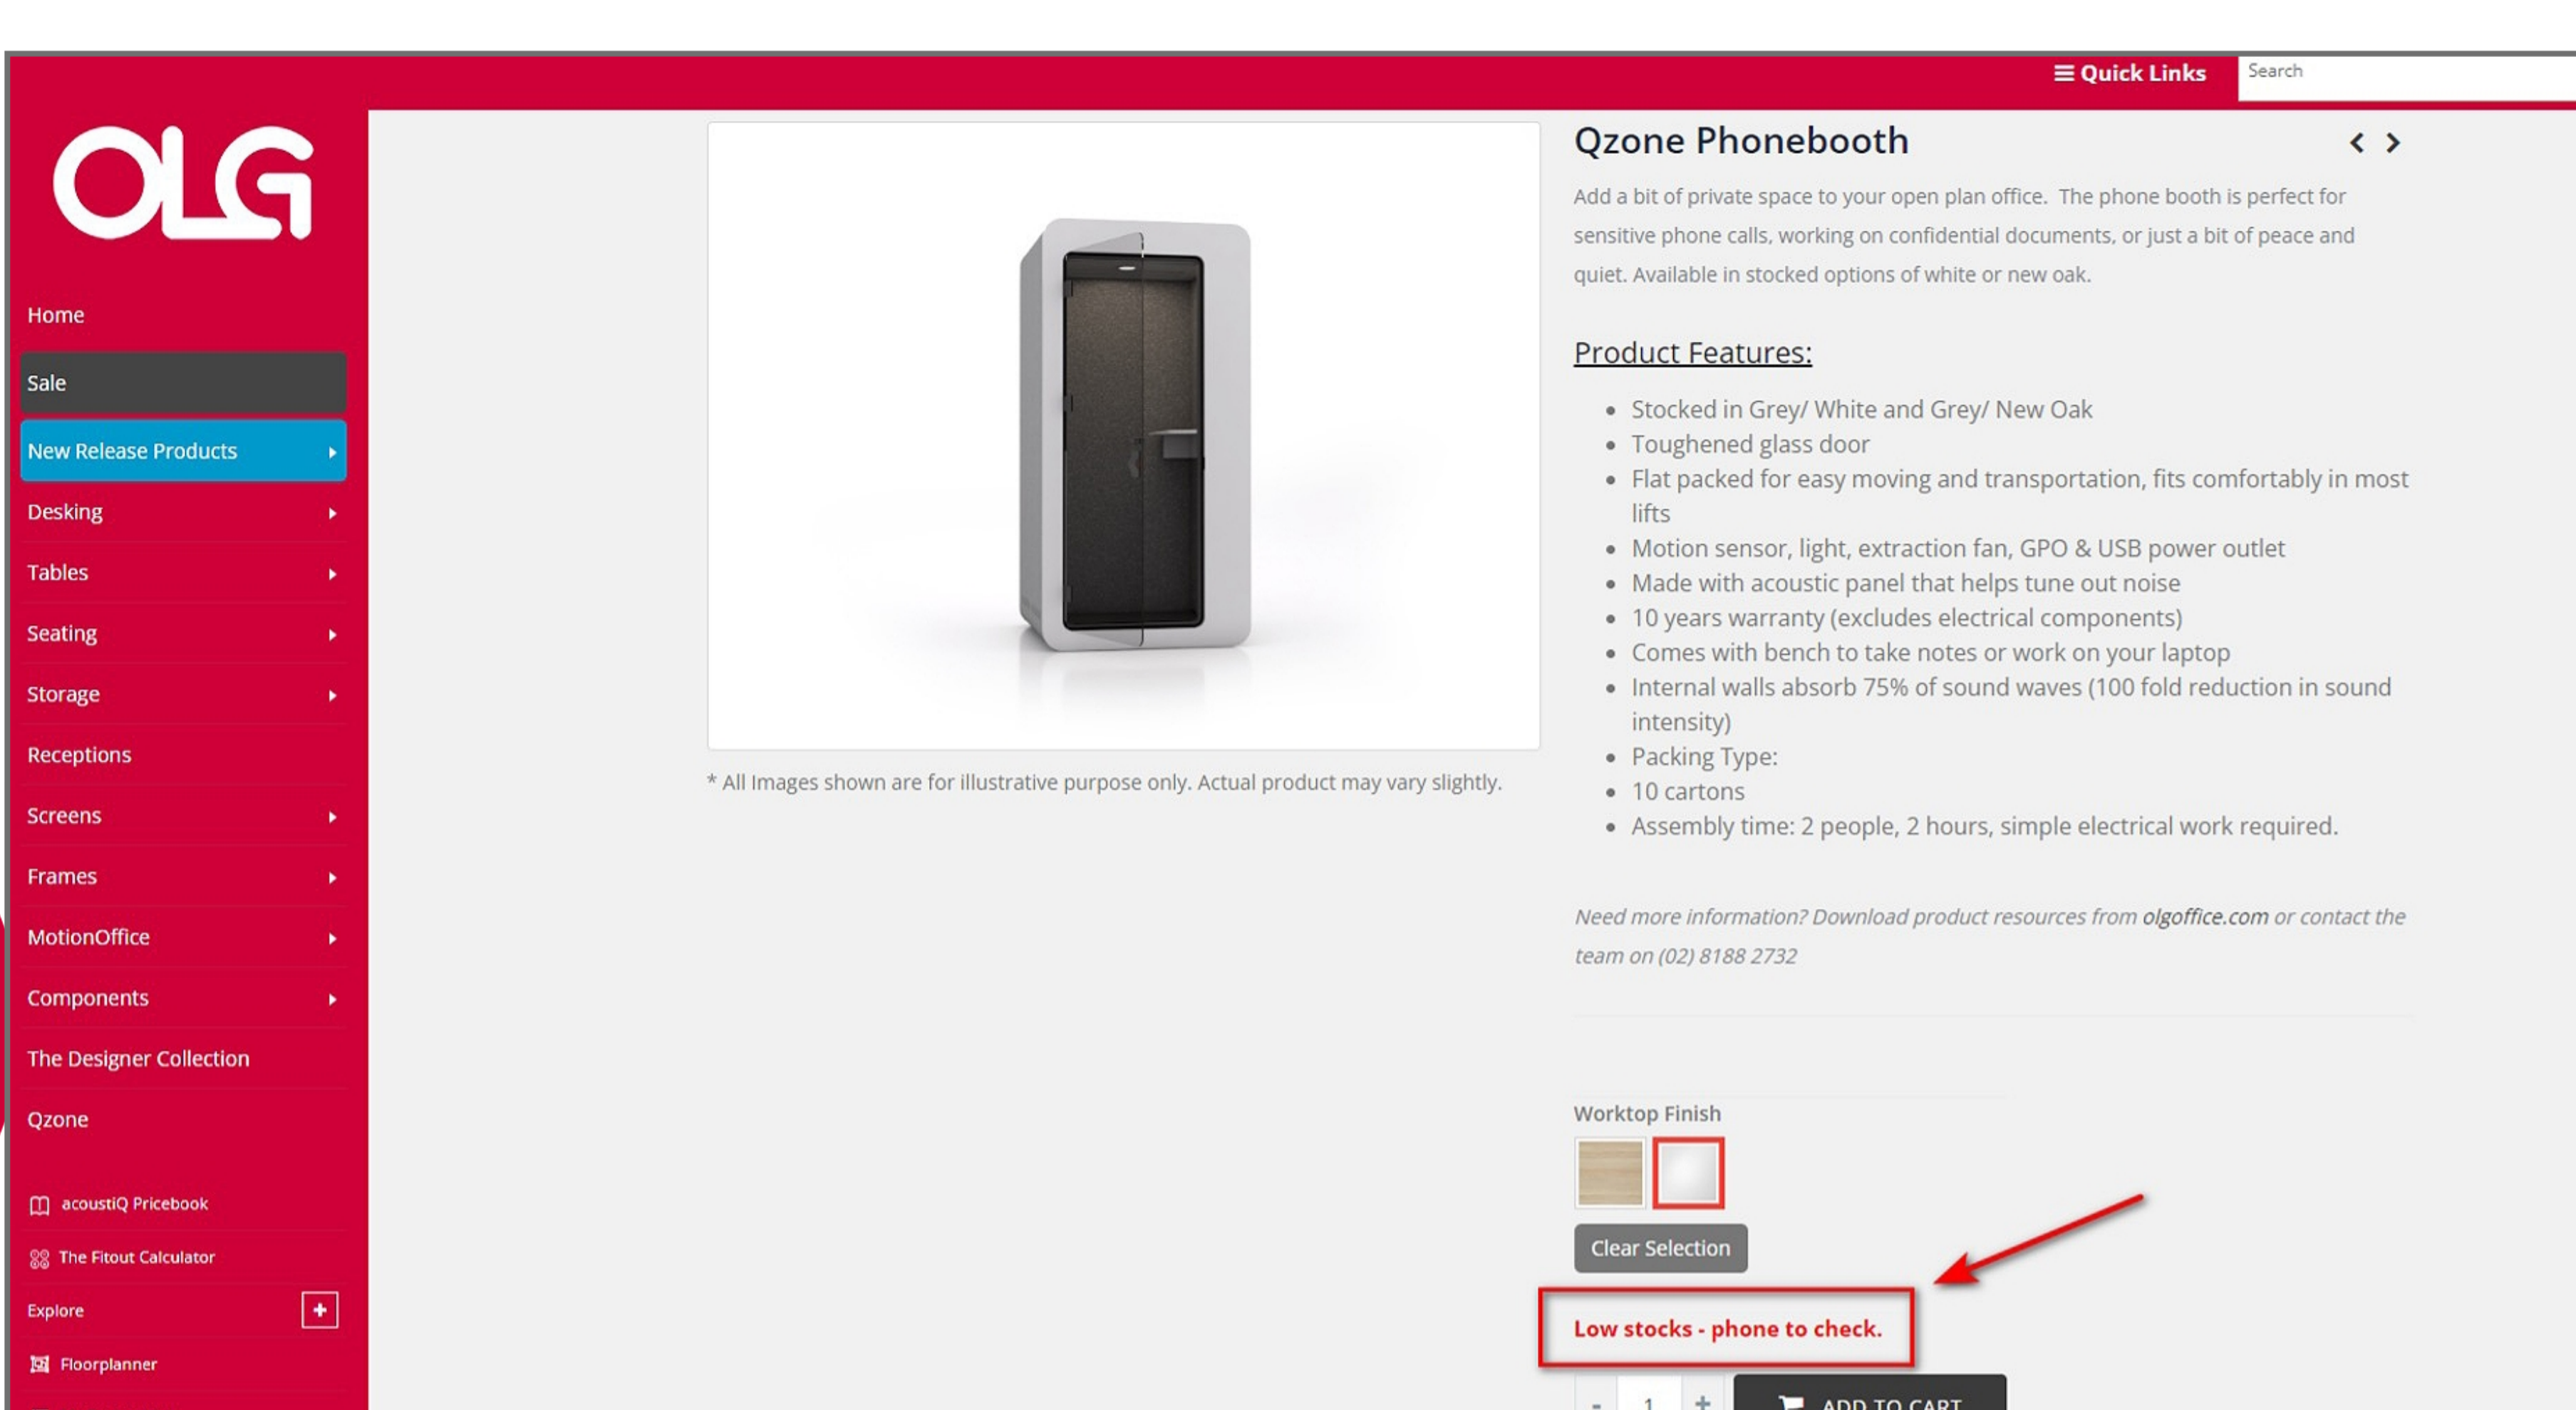 Quick Links
Search
OLG
Home
Sale
New Release Products
Desking
Tables
Seating
Storage
Receptions
Screens
Frames
MotionOffice
Components
The Designer Collection
Qzone
acoustiQ Pricebook
The Fitout Calculator
Explore
Floorplanner
* All Images shown are for illustrative purpose only. Actual product may vary slightly.
Qzone Phonebooth
Add a bit of private space to your open plan office. The phone booth is perfect for
sensitive phone calls, working on confidential documents, or just a bit of peace and
quiet. Available in stocked options of white or new oak.
Product Features:
Stocked in Grey/ White and Grey/ New Oak
Toughened glass door
Flat packed for easy moving and transportation, fits comfortably in most
lifts
Motion sensor, light, extraction fan, GPO & USB power outlet
Made with acoustic panel that helps tune out noise
10 years warranty (excludes electrical components)
Comes with bench to take notes or work on your laptop
Internal walls absorb 75% of sound waves (100 fold reduction in sound
intensity)
Packing Type:
10 cartons
Assembly time: 2 people, 2 hours, simple electrical work required.
Need more information? Download product resources from olgoffice.com or contact the
team on (02) 8188 2732
Worktop Finish
Clear Selection
Low stocks - phone to check.
- 1 + ADD TO CART